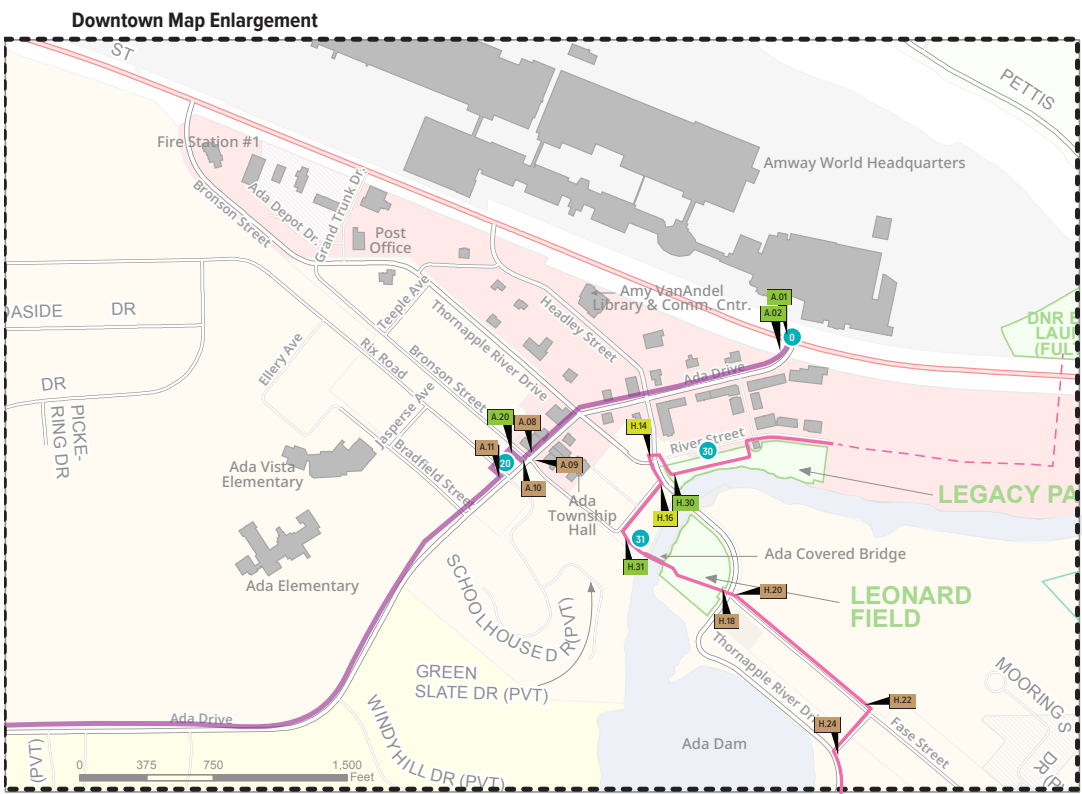 Downtown Map Enlargement
ST
PETTIS
Fire Station #1
Amway World Headquarters
Bronson Street
Ada Depot Dr.
Grand Trunk Dr.
Post
Office
Amy VanAndel
Library & Comm. Cntr.
A.01
A.02
0
DNR B
LAU
(FUL
OASIDE DR
Teeple Ave
Thornapple River Drive
Headley Street
Ellery Ave
Rix Road
Bronson Street
Ada Drive
DR
PICKE-
RING DR
Jasperse Ave
Bradfield Street
A.20
A.08
A.11
20
A.09
A.10
H.14
River Street
30
Ada Vista
Elementary
LEGACY PA
H.30
H.16
Ada
Township
Hall
31
H.31
Ada Covered Bridge
Ada Elementary
H.20
LEONARD
FIELD
H.18
SCHOOLHOUSE DR(PVT)
Thornapple River Drive
GREEN
SLATE DR (PVT)
MOORING S
H.22
H.24
Fase Street
Ada Drive
WINDY HILL DR (PVT)
Ada Dam
(PVT)
DR (P
0 375 750 1,500
Feet